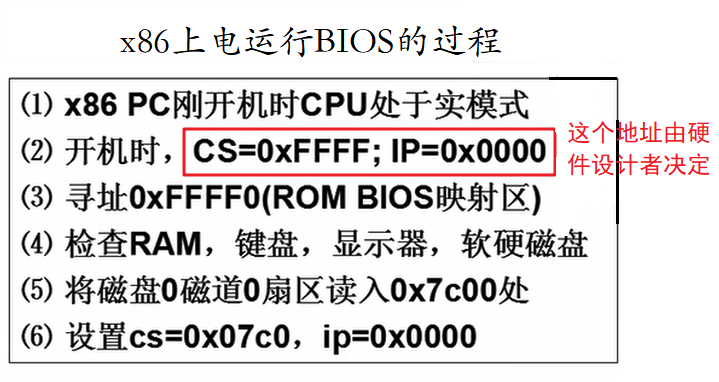 x86上电运行BIOS的过程
(1) x86 PC刚开机时CPU处于实模式
(2) 开机时，CS=0xFFFF; IP=0x0000
这个地址由硬
件设计者决定
(3) 寻址0xFFFF0(ROM BIOS映射区)
(4) 检查RAM，键盘，显示器，软硬磁盘
(5) 将磁盘0磁道0扇区读入0x7c00处
(6) 设置cs=0x07c0，ip=0x0000